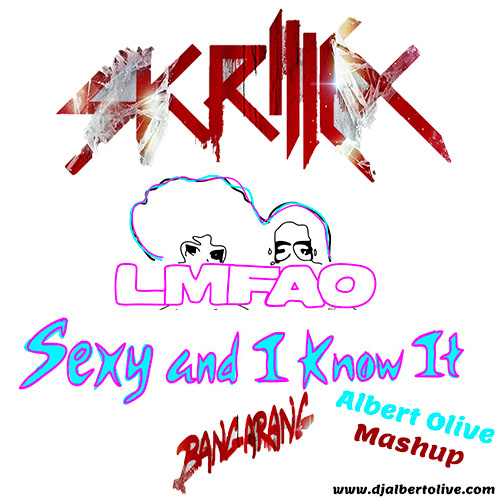 SKRILLEX
LMFAO
Sexy and I Know It
BANGARANG
Albert Olive
Mashup
www.djalbertolive.com